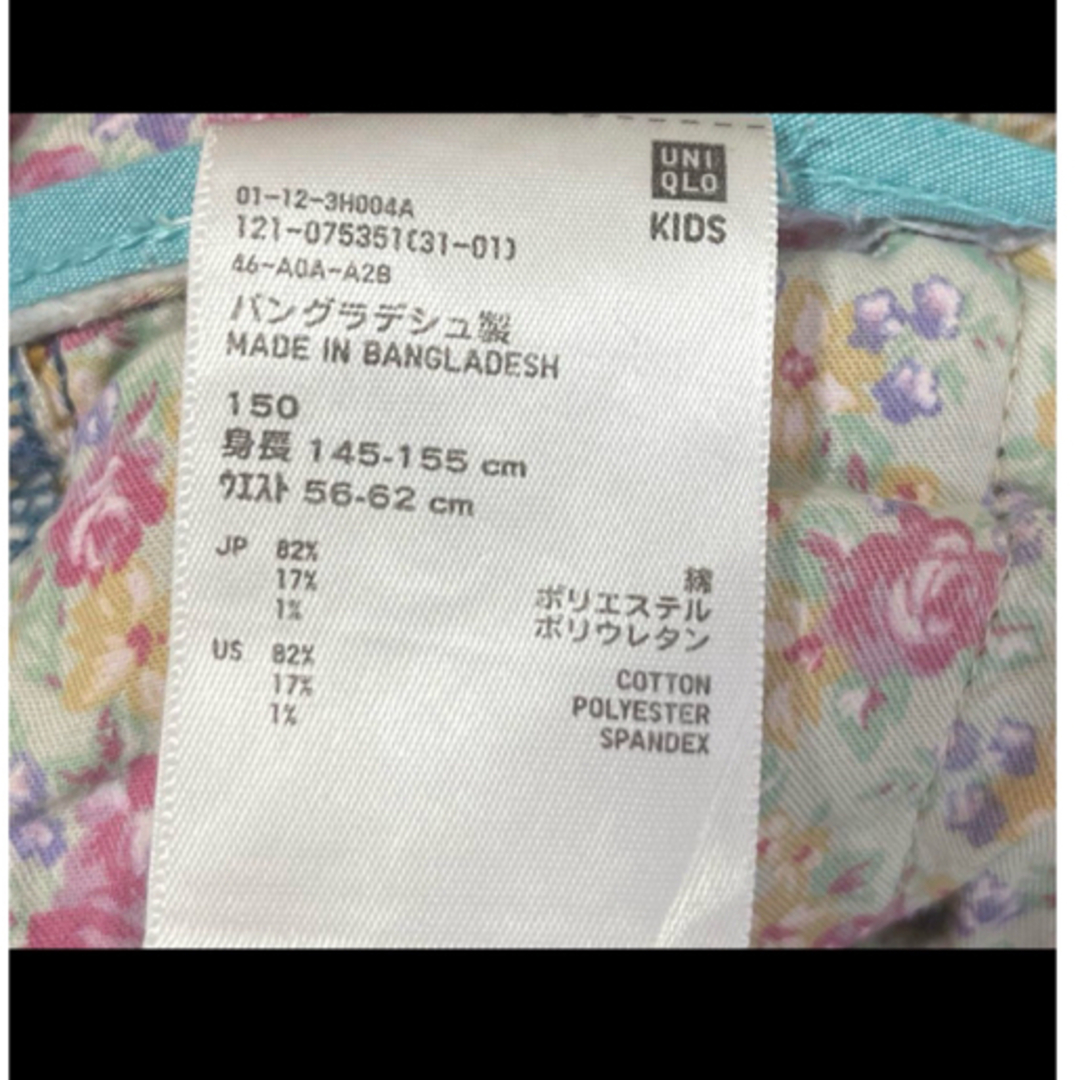 UNI
QLO
KIDS
01-12-3H004A
121-075351(31-01)
46-A0A-A2B
バングラデシュ製
MADE IN BANGLADESH
150
身長 145-155 cm
ウエスト 56-62 cm
JP 82% 綿
17% ポリエステル
1% ポリウレタン
US 82% COTTON
17% POLYESTER
1% SPANDEX